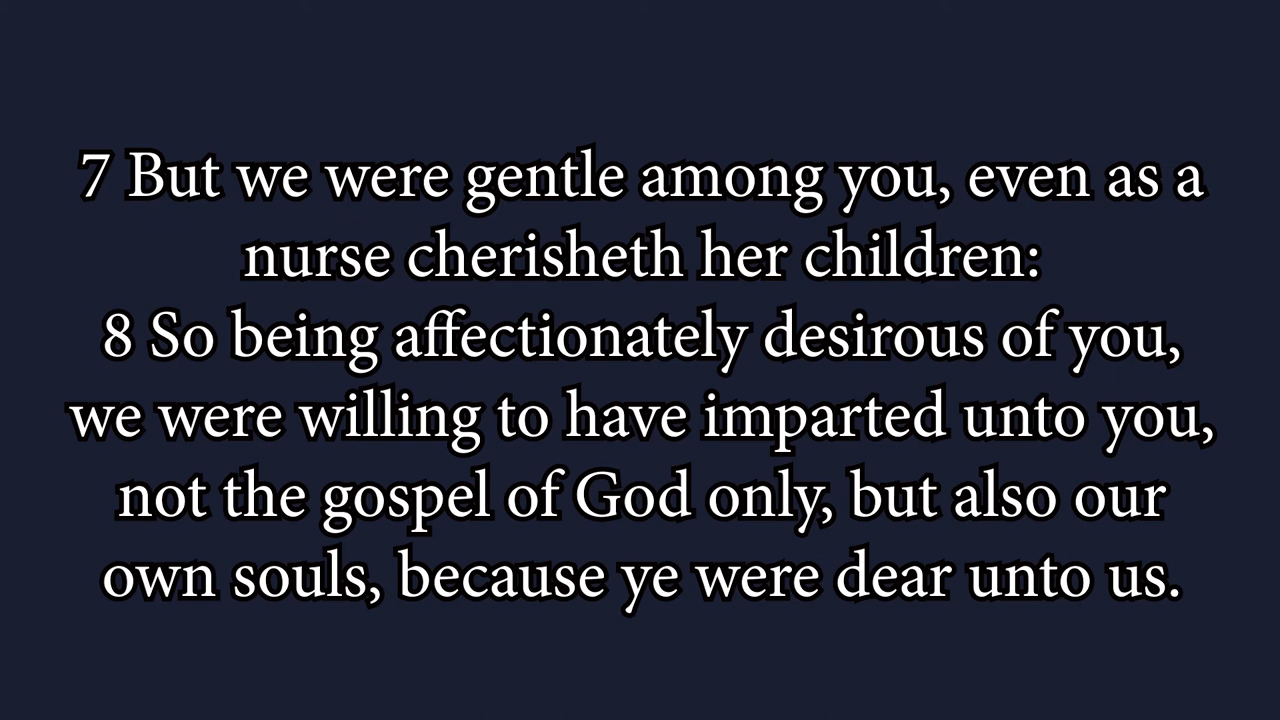 7 But we were gentle among you, even as a
nurse cherisheth her children:
8 So being affectionately desirous of you,
we were willing to have imparted unto you,
not the gospel of God only, but also our
own souls, because ye were dear unto us.